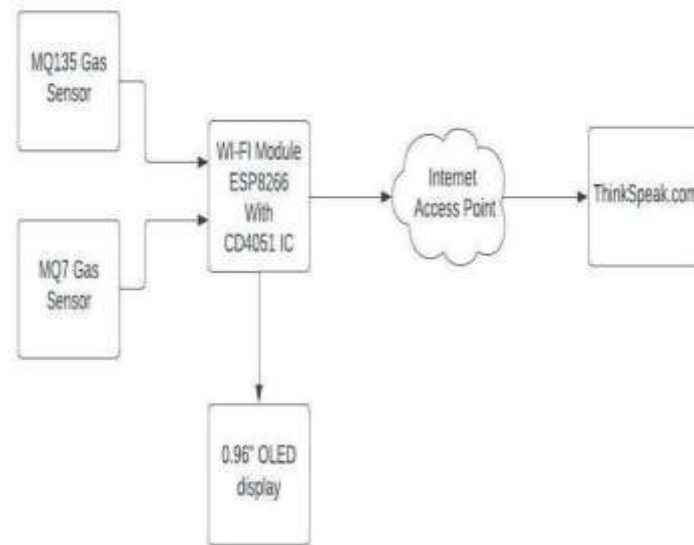 MQ135 Gas
Sensor
MQ7 Gas
Sensor
WI-FI Module
ESP8266
With
CD4051 IC
0.96" OLED
display
Internet
Access Point
ThinkSpeak.com